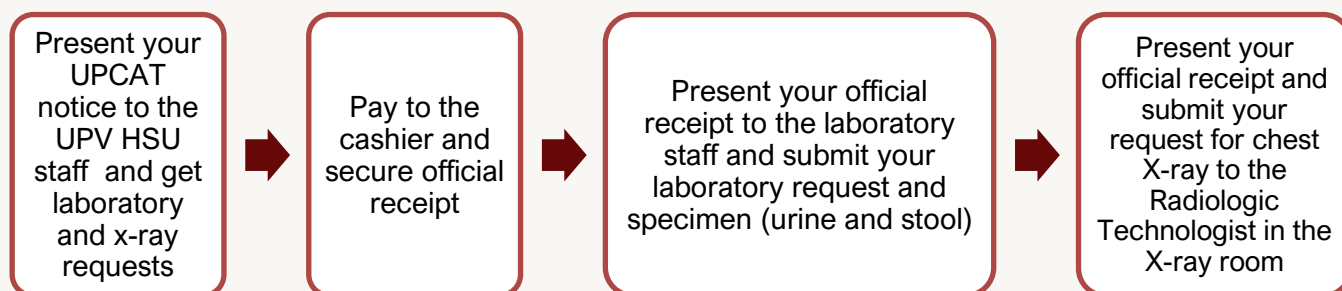 Present your
UPCAT
notice to the
UPV HSU
staff and get
laboratory
and x-ray
requests
Pay to the
cashier and
secure official
receipt
Present your official
receipt to the laboratory
staff and submit your
laboratory request and
specimen (urine and stool)
Present your
official receipt and
submit your
request for chest
X-ray to the
Radiologic
Technologist in the
X-ray room